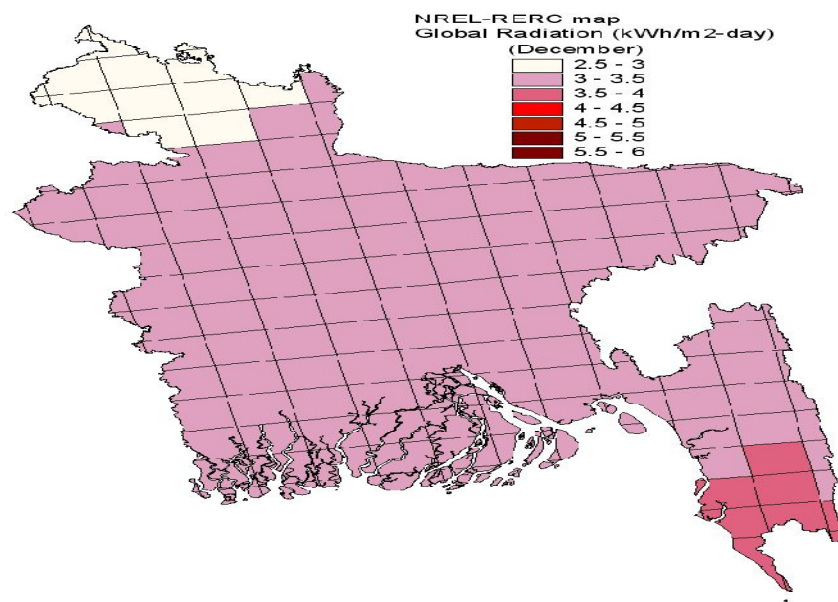 NREL-RERC map
Global Radiation (kWh/m2-day)
(December)
2.5 - 3
3 - 3.5
3.5 - 4
4 - 4.5
4.5 - 5
5 - 5.5
5.5 - 6